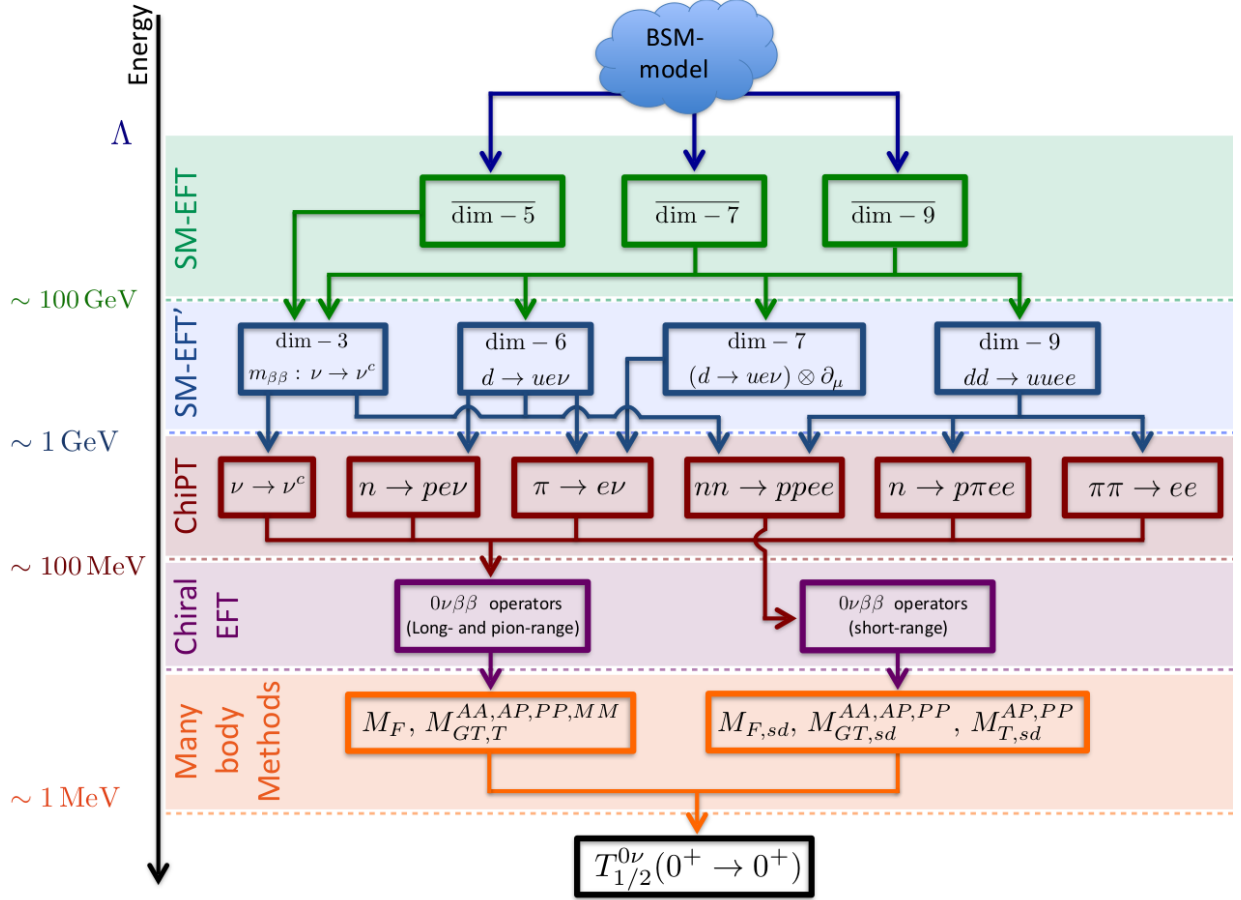 Energy
BSM-
model
Λ
SM-EFT
dim − 5
dim − 7
dim − 9
∼ 100 GeV
SM-EFT'
dim − 3
m_{ββ} : ν → ν^c
dim − 6
d → ueν
dim − 7
(d → ueν) ⊗ ∂_μ
dim − 9
dd → uuee
∼ 1 GeV
ChiPT
ν → ν^c
n → peν
π → eν
nn → ppee
n → pπee
ππ → ee
∼ 100 MeV
Chiral
EFT
0νββ operators
(Long- and pion-range)
0νββ operators
(short-range)
Many
body
Methods
M_F, M_{GT,T}^{AA,AP,PP,MM}
M_{F,sd}, M_{GT,sd}^{AA,AP,PP}, M_{T,sd}^{AP,PP}
∼ 1 MeV
T_{1/2}^{0ν}(0^+ → 0^+)